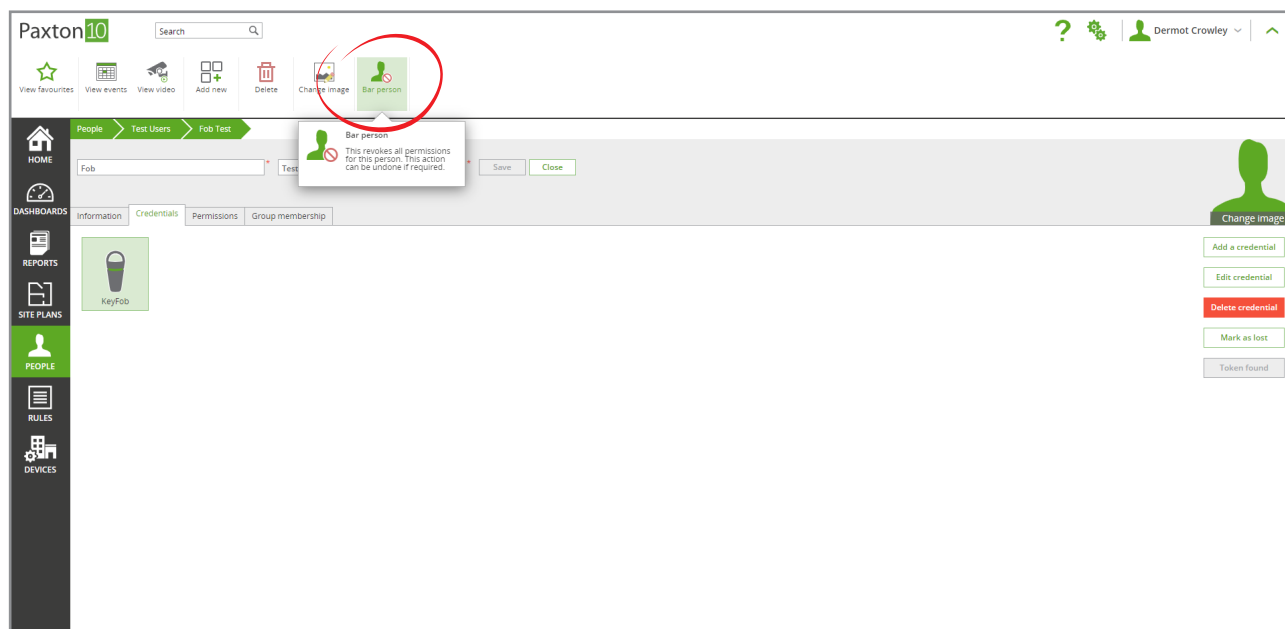 Paxton 10
Search
Dermot Crowley
View favourites
View events
View video
Add new
Delete
Change image
Bar person
People
Test Users
Fob Test
Bar person
This revokes all permissions
for this person. This action
can be undone if required.
HOME
Fob
*
Test
*
Save
Close
DASHBOARDS
Information
Credentials
Permissions
Group membership
Change image
REPORTS
KeyFob
Add a credential
Edit credential
SITE PLANS
Delete credential
Mark as lost
PEOPLE
Token found
RULES
DEVICES